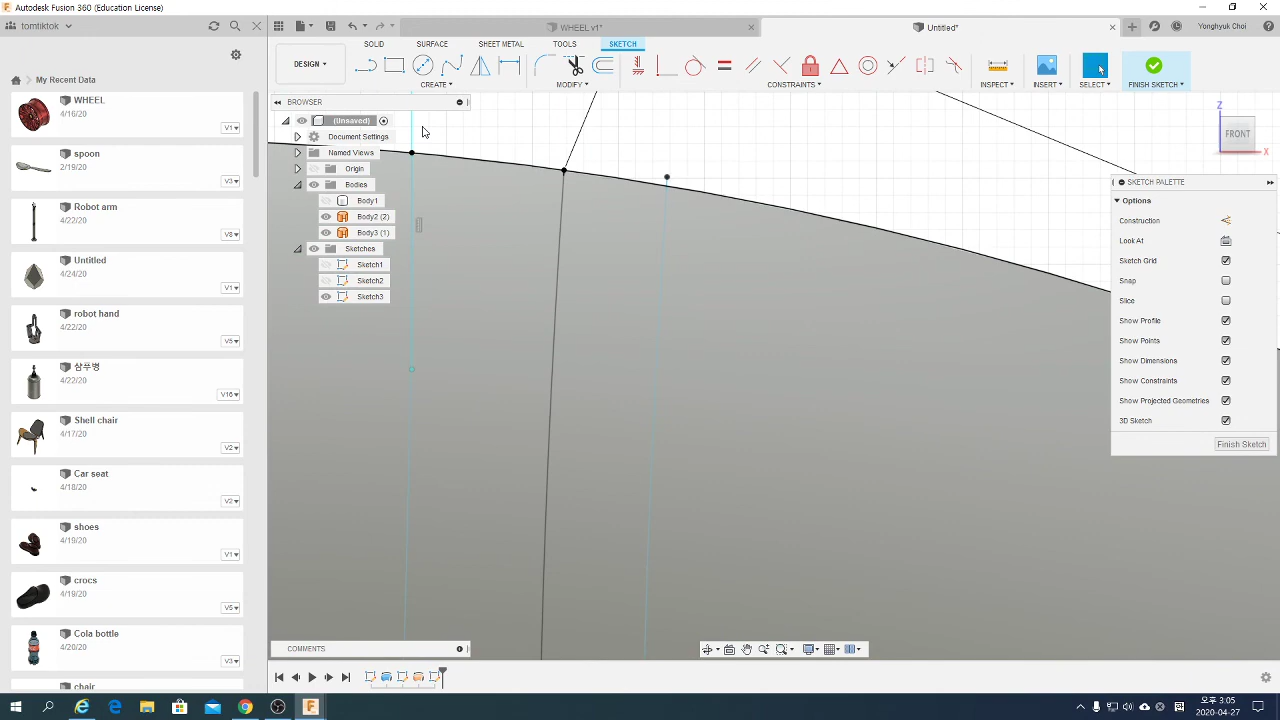 Autodesk Fusion 360 (Education License)
tomtiktok
WHEEL v1*
Untitled*
Yonghyuk Choi
DESIGN
SOLID
SURFACE
SHEET METAL
TOOLS
SKETCH
CREATE
MODIFY
CONSTRAINTS
INSPECT
INSERT
SELECT
FINISH SKETCH
My Recent Data
WHEEL
4/16/20
V1
spoon
2/19/20
V3
Robot arm
4/22/20
V8
Untitled
4/24/20
V1
robot hand
4/22/20
V5
샴푸병
4/22/20
V16
Shell chair
4/17/20
V2
Car seat
4/18/20
V2
shoes
4/19/20
V1
crocs
4/19/20
V5
Cola bottle
4/20/20
V3
chair
BROWSER
(Unsaved)
Document Settings
Named Views
Origin
Bodies
Body1
Body2 (2)
Body3 (1)
Sketches
Sketch1
Sketch2
Sketch3
Z
FRONT
X
SKETCH PALETTE
Options
Construction
Look At
Sketch Grid
Snap
Slice
Show Profile
Show Points
Show Dimensions
Show Constraints
Show Projected Geometries
3D Sketch
Finish Sketch
COMMENTS
오후 3:05
2020-04-27